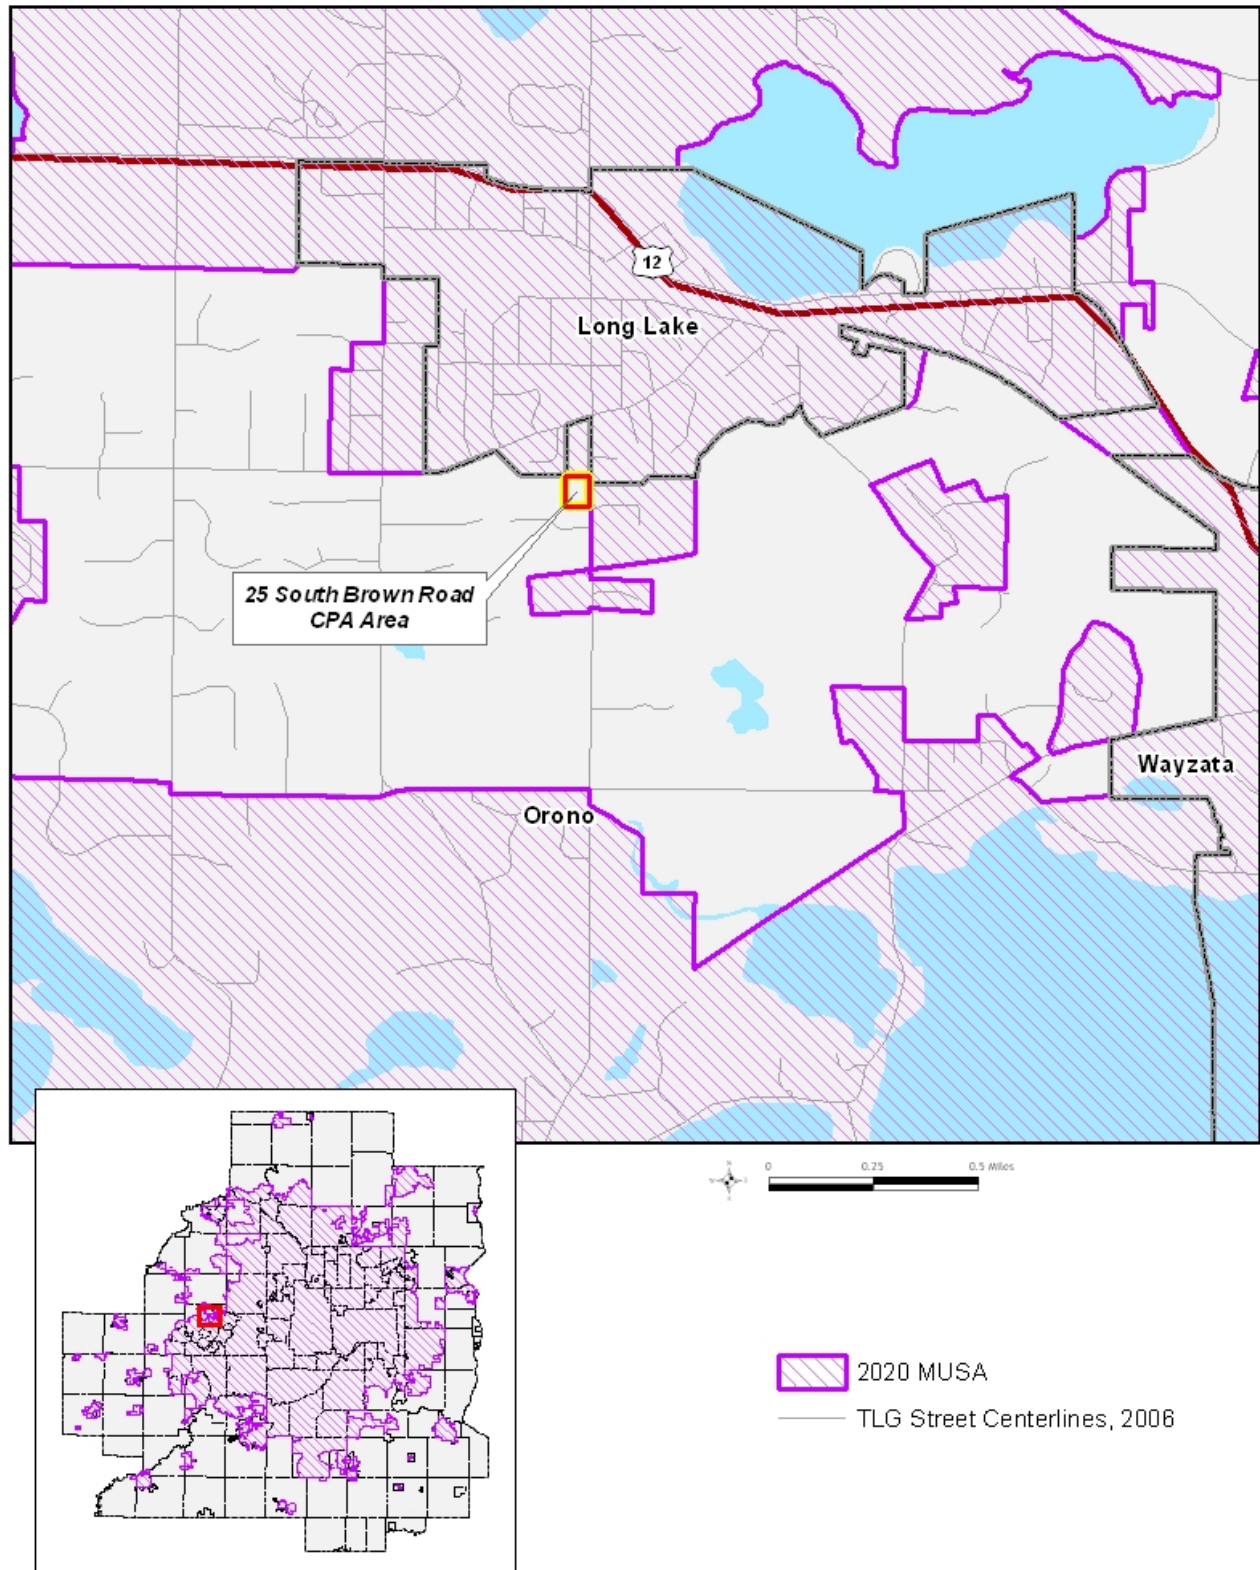 12
Long Lake
25 South Brown Road
CPA Area
Wayzata
Orono
0 0.25 0.5 Miles
2020 MUSA
TLG Street Centerlines, 2006